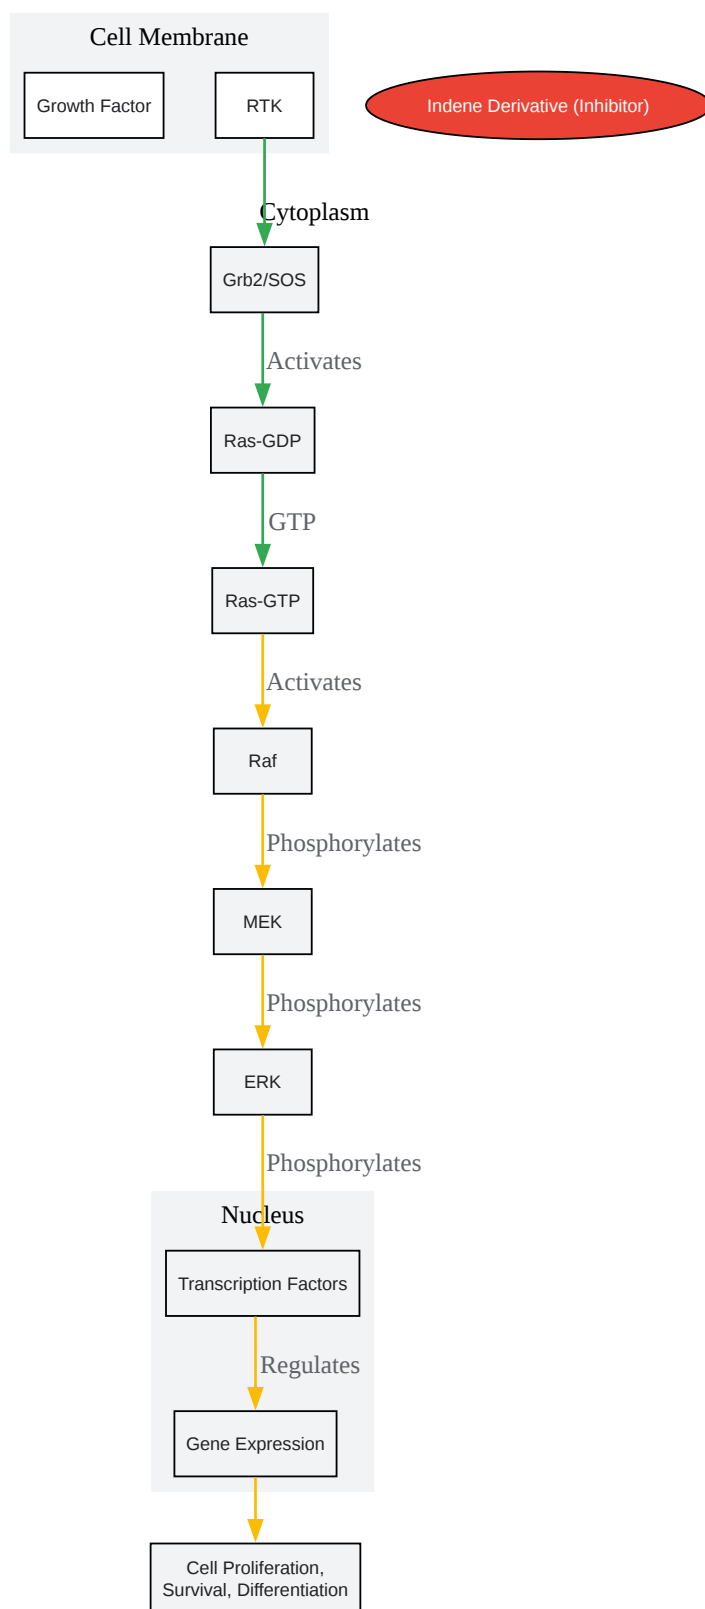 Cell Membrane
Growth Factor
RTK
Indene Derivative (Inhibitor)
Cytoplasm
Grb2/SOS
Activates
Ras-GDP
GTP
Ras-GTP
Activates
Raf
Phosphorylates
MEK
Phosphorylates
ERK
Phosphorylates
Nucleus
Transcription Factors
Regulates
Gene Expression
Cell Proliferation,
Survival, Differentiation